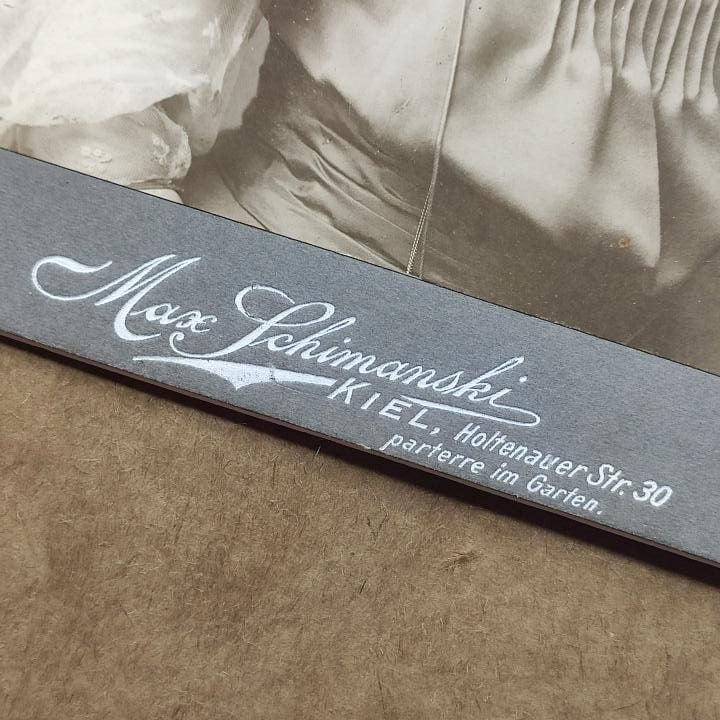 Max Schimanski
KIEL, Holtenauer Str. 30
parterre im Garten.